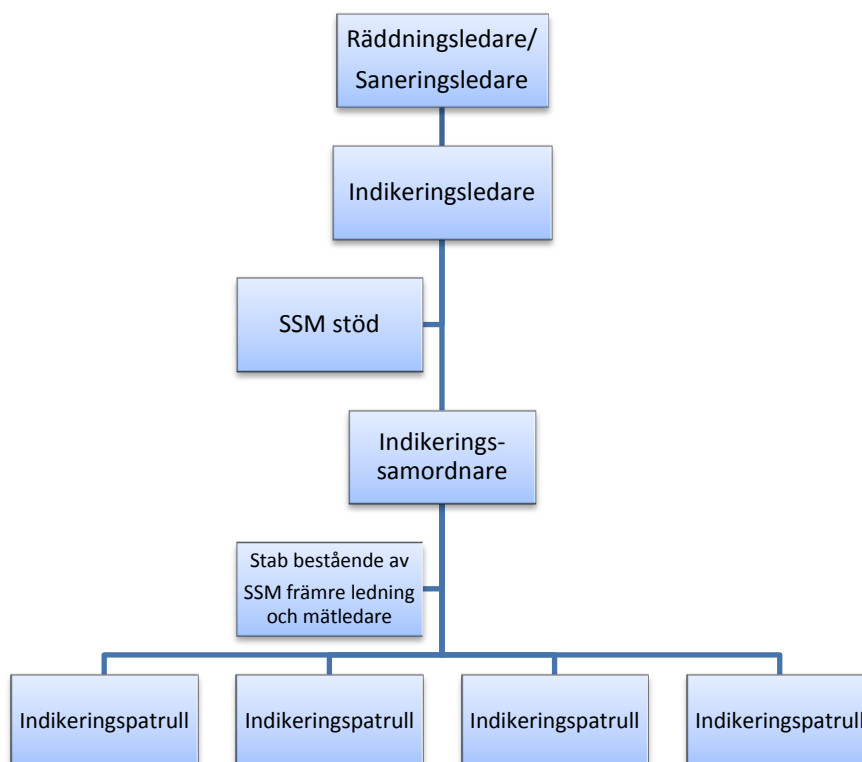 Räddningsledare/
Saneringsledare
Indikeringsledare
SSM stöd
Indikerings-
samordnare
Stab bestående av
SSM främre ledning
och mätledare
Indikeringspatrull
Indikeringspatrull
Indikeringspatrull
Indikeringspatrull